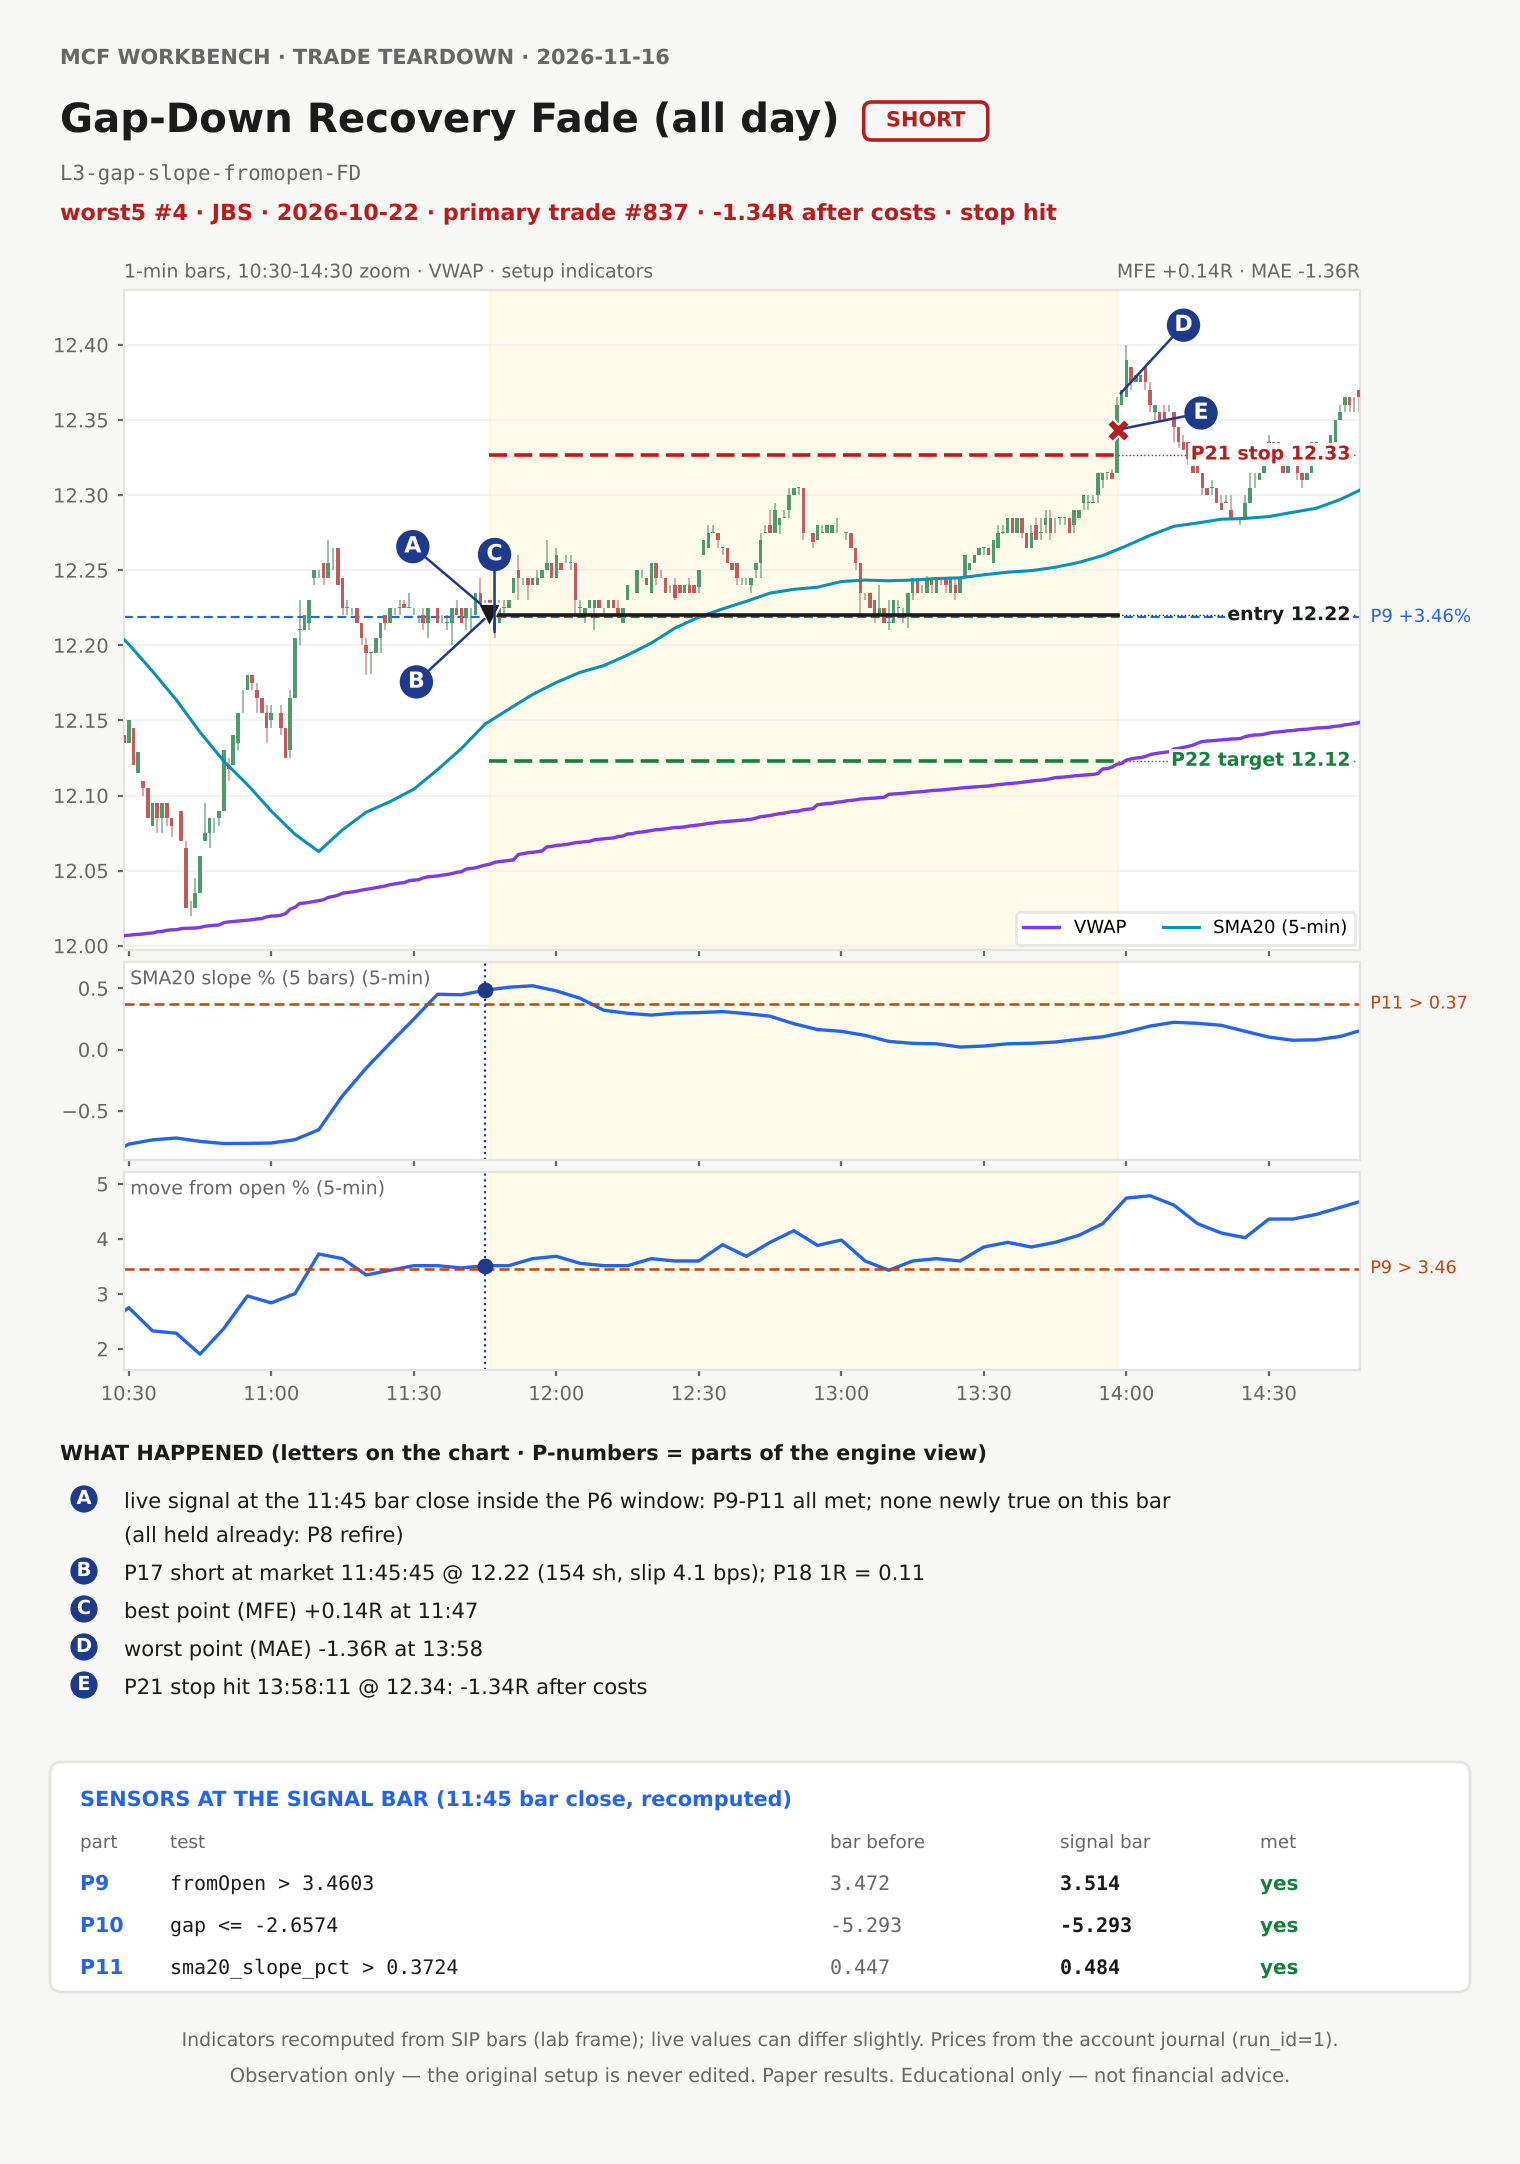 MCF WORKBENCH · TRADE TEARDOWN · 2026-11-16
Gap-Down Recovery Fade (all day) SHORT
L3-gap-slope-fromopen-FD
worst5 #4 · JBS · 2026-10-22 · primary trade #837 · -1.34R after costs · stop hit
1-min bars, 10:30-14:30 zoom · VWAP · setup indicators MFE +0.14R · MAE -1.36R
12.40
12.35
12.30
12.25
12.20
12.15
12.10
12.05
12.00
D
E
A
C
B
P21 stop 12.33
entry 12.22
P9 +3.46%
P22 target 12.12
VWAP SMA20 (5-min)
SMA20 slope % (5 bars) (5-min)
0.5
0.0
−0.5
P11 > 0.37
move from open % (5-min)
5
4
3
2
P9 > 3.46
10:30 11:00 11:30 12:00 12:30 13:00 13:30 14:00 14:30
WHAT HAPPENED (letters on the chart · P-numbers = parts of the engine view)
A live signal at the 11:45 bar close inside the P6 window: P9-P11 all met; none newly true on this bar
(all held already: P8 refire)
B P17 short at market 11:45:45 @ 12.22 (154 sh, slip 4.1 bps); P18 1R = 0.11
C best point (MFE) +0.14R at 11:47
D worst point (MAE) -1.36R at 13:58
E P21 stop hit 13:58:11 @ 12.34: -1.34R after costs
SENSORS AT THE SIGNAL BAR (11:45 bar close, recomputed)
part test bar before signal bar met
P9 fromOpen > 3.4603 3.472 3.514 yes
P10 gap <= -2.6574 -5.293 -5.293 yes
P11 sma20_slope_pct > 0.3724 0.447 0.484 yes
Indicators recomputed from SIP bars (lab frame); live values can differ slightly. Prices from the account journal (run_id=1).
Observation only — the original setup is never edited. Paper results. Educational only — not financial advice.